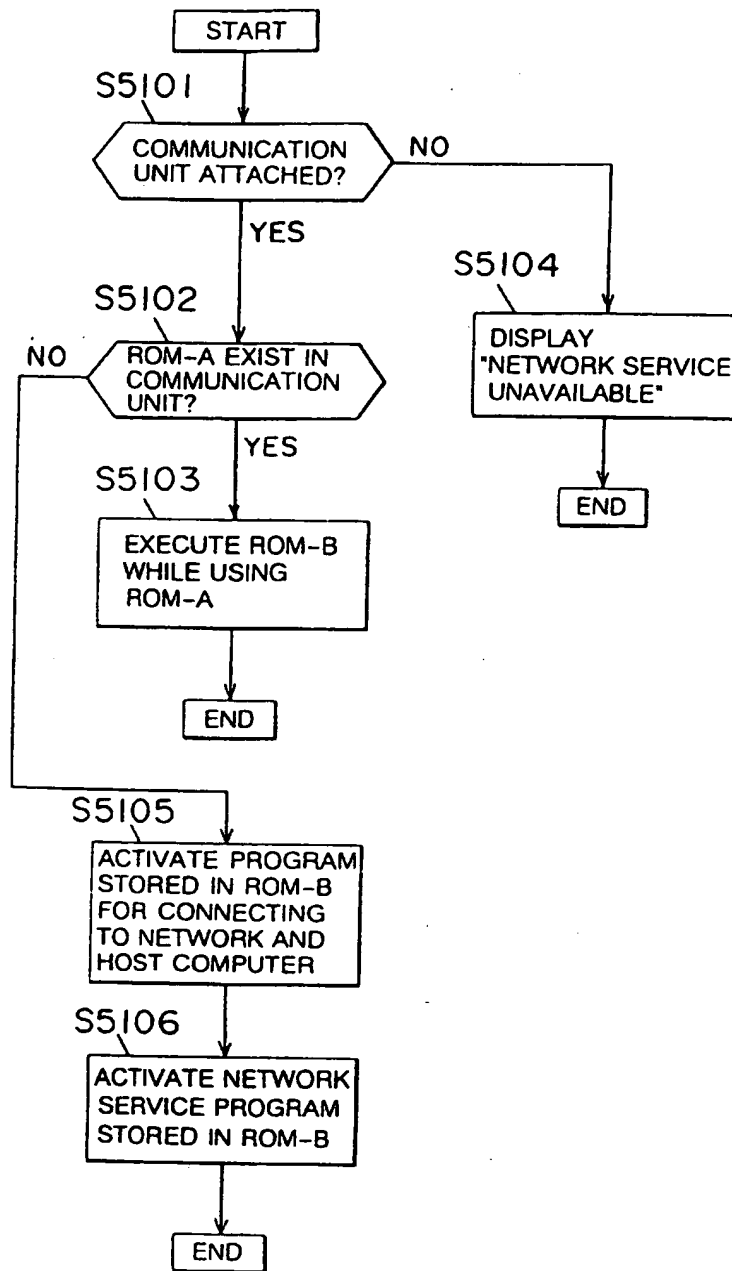 START
S5101
COMMUNICATION
UNIT ATTACHED?
NO
YES
S5104
DISPLAY
"NETWORK SERVICE
UNAVAILABLE"
END
S5102
NO
ROM-A EXIST IN
COMMUNICATION
UNIT?
YES
S5103
EXECUTE ROM-B
WHILE USING
ROM-A
END
S5105
ACTIVATE PROGRAM
STORED IN ROM-B
FOR CONNECTING
TO NETWORK AND
HOST COMPUTER
S5106
ACTIVATE NETWORK
SERVICE PROGRAM
STORED IN ROM-B
END